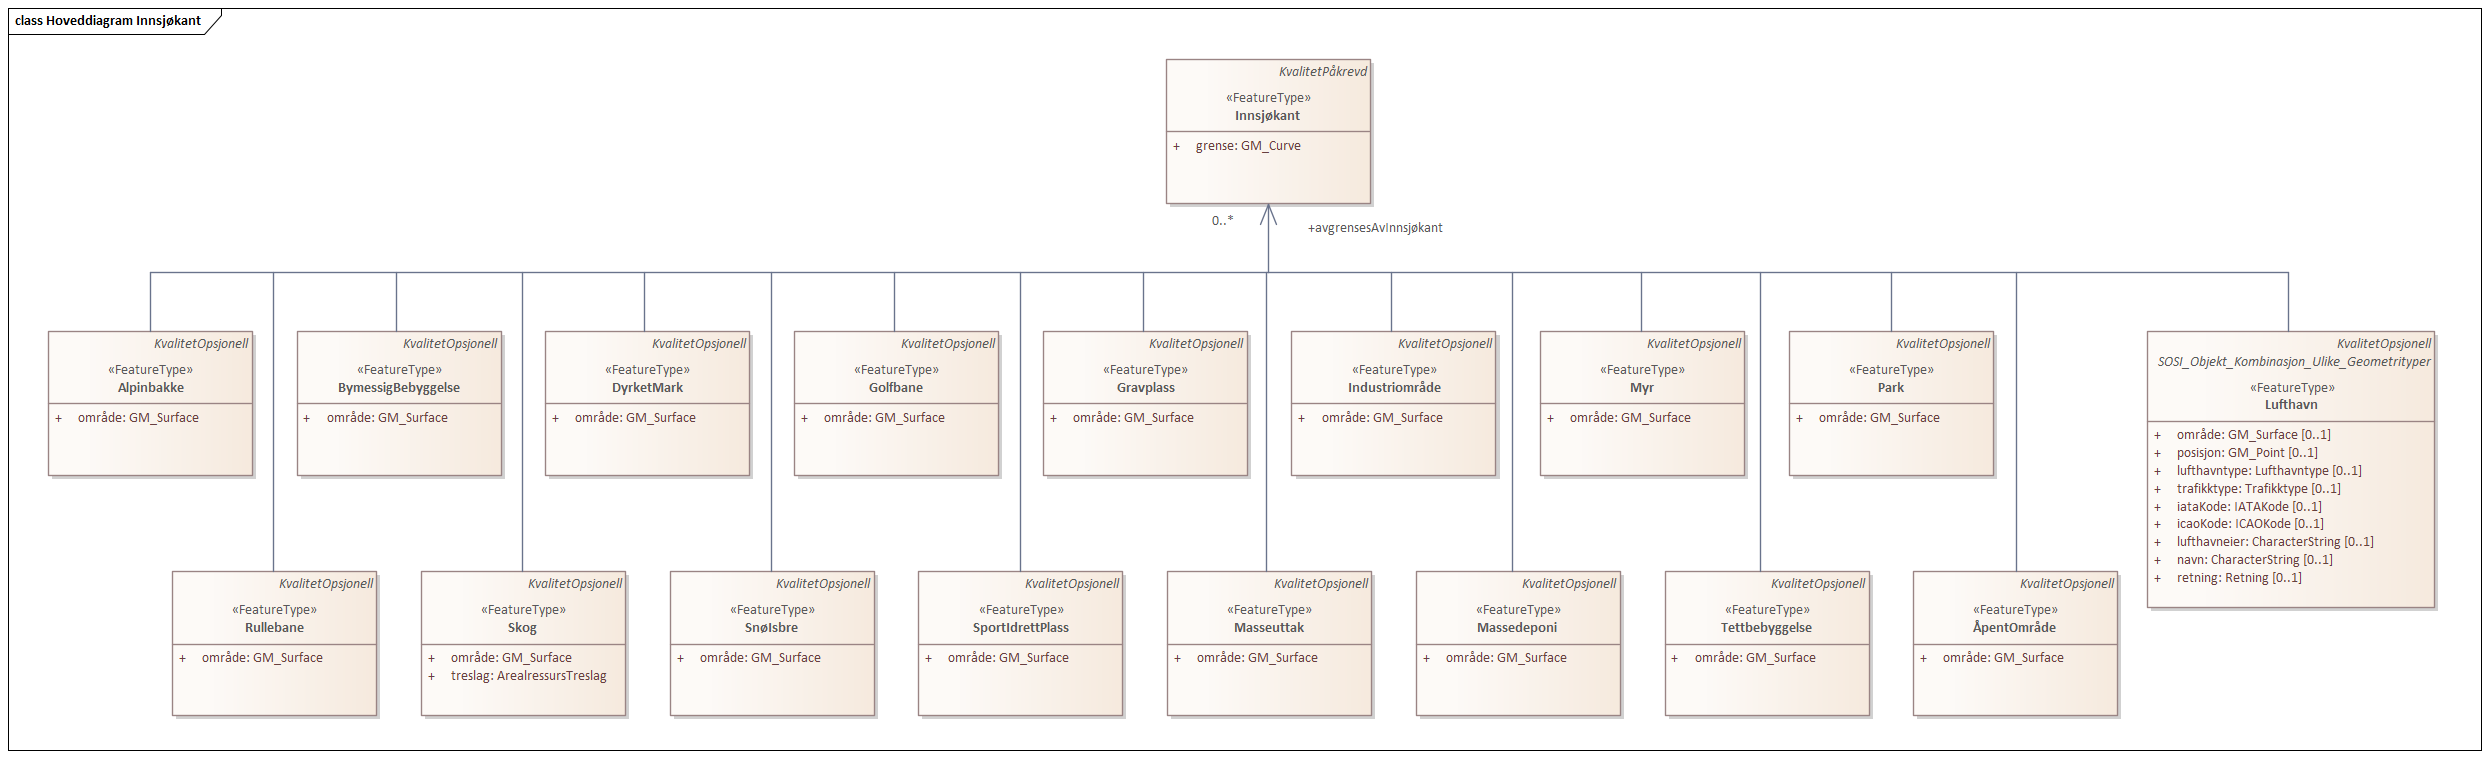 class Hoveddiagram Innsjøkant
KvalitetPåkrevd
«FeatureType»
Innsjøkant
+ grense: GM_Curve
0..*
+avgrensesAvInnsjøkant
KvalitetOpsjonell
«FeatureType»
Alpinbakke
+ område: GM_Surface
KvalitetOpsjonell
«FeatureType»
BymessigBebyggelse
+ område: GM_Surface
KvalitetOpsjonell
«FeatureType»
DyrketMark
+ område: GM_Surface
KvalitetOpsjonell
«FeatureType»
Golfbane
+ område: GM_Surface
KvalitetOpsjonell
«FeatureType»
Gravplass
+ område: GM_Surface
KvalitetOpsjonell
«FeatureType»
Industriområde
+ område: GM_Surface
KvalitetOpsjonell
«FeatureType»
Myr
+ område: GM_Surface
KvalitetOpsjonell
«FeatureType»
Park
+ område: GM_Surface
KvalitetOpsjonell
SOSI_Objekt_Kombinasjon_Ulike_Geometrityper
«FeatureType»
Lufthavn
+ område: GM_Surface [0..1]
+ posisjon: GM_Point [0..1]
+ lufthavntype: Lufthavntype [0..1]
+ trafikktype: Trafikktype [0..1]
+ iataKode: IATAKode [0..1]
+ icaoKode: ICAOKode [0..1]
+ lufthavneier: CharacterString [0..1]
+ navn: CharacterString [0..1]
+ retning: Retning [0..1]
KvalitetOpsjonell
«FeatureType»
Rullebane
+ område: GM_Surface
KvalitetOpsjonell
«FeatureType»
Skog
+ område: GM_Surface
+ treslag: ArealressursTreslag
KvalitetOpsjonell
«FeatureType»
SnøIsbre
+ område: GM_Surface
KvalitetOpsjonell
«FeatureType»
SportIdrettPlass
+ område: GM_Surface
KvalitetOpsjonell
«FeatureType»
Masseuttak
+ område: GM_Surface
KvalitetOpsjonell
«FeatureType»
Massedeponi
+ område: GM_Surface
KvalitetOpsjonell
«FeatureType»
Tettbebyggelse
+ område: GM_Surface
KvalitetOpsjonell
«FeatureType»
ÅpentOmråde
+ område: GM_Surface